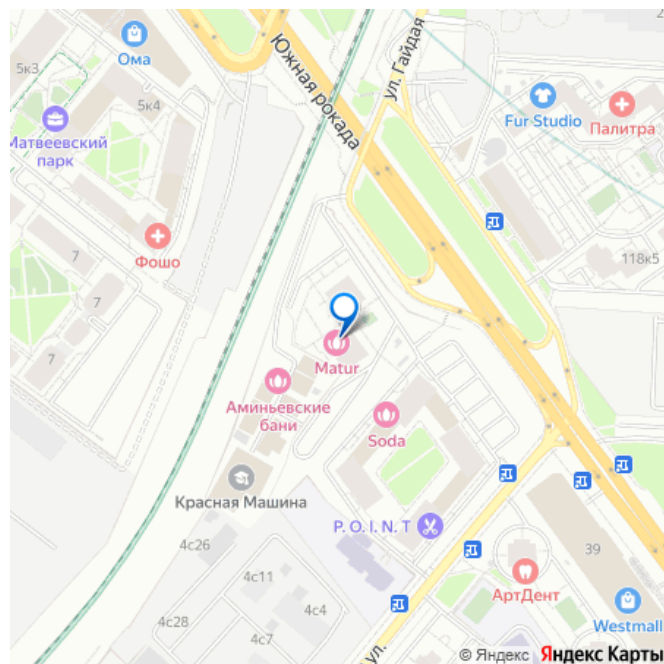 5к3
Ома
5к4
Южная рокада
ул. Гайдая
Fur Studio
Палитра
Матвеевский
парк
Фошо
7
7
7
118к5
Matur
Аминьевские
бани
Soda
Красная Машина
P.O.I.N.T
4с26
4с11
4с4
4с28
4с7
ул.
39
АртДент
Westmall
© Яндекс Яндекс Карты